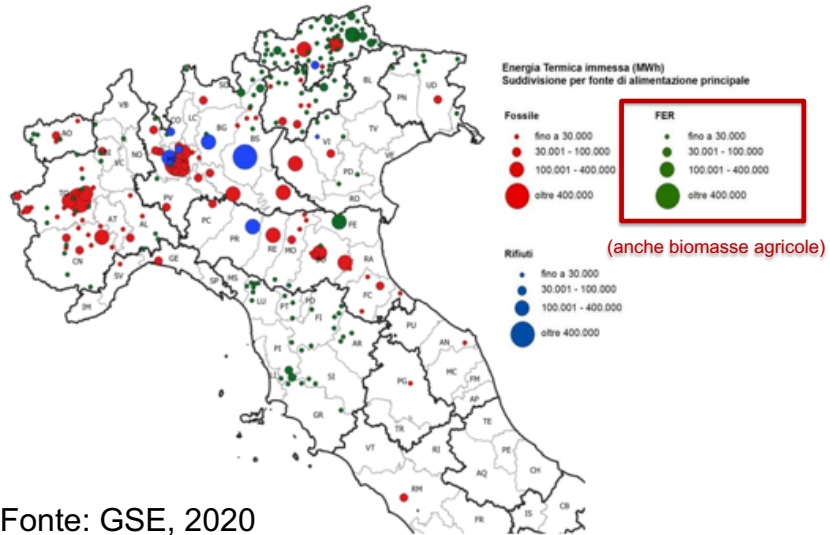 Energia Termica immessa (MWh)
Suddivisione per fonte di alimentazione principale
Fossile
fino a 30.000
30.001 - 100.000
100.001 - 400.000
oltre 400.000
FER
fino a 30.000
30.001 - 100.000
100.001 - 400.000
oltre 400.000
(anche biomasse agricole)
Rifiuti
fino a 30.000
30.001 - 100.000
100.001 - 400.000
oltre 400.000
SO
BL
PN
UD
VB
AO
CO
LC
BG
BS
TV
VI
VC
NO
PD
RO
TO
AT
AL
PV
PC
PR
RE
MO
FE
CN
GE
SV
IM
SP
MS
LU
PT
PO
FI
RA
FC
PU
PI
AR
AN
MC
FM
AP
SI
GR
PG
TR
TE
VT
RI
AQ
PE
CH
RM
FR
IS
CB
Fonte: GSE, 2020